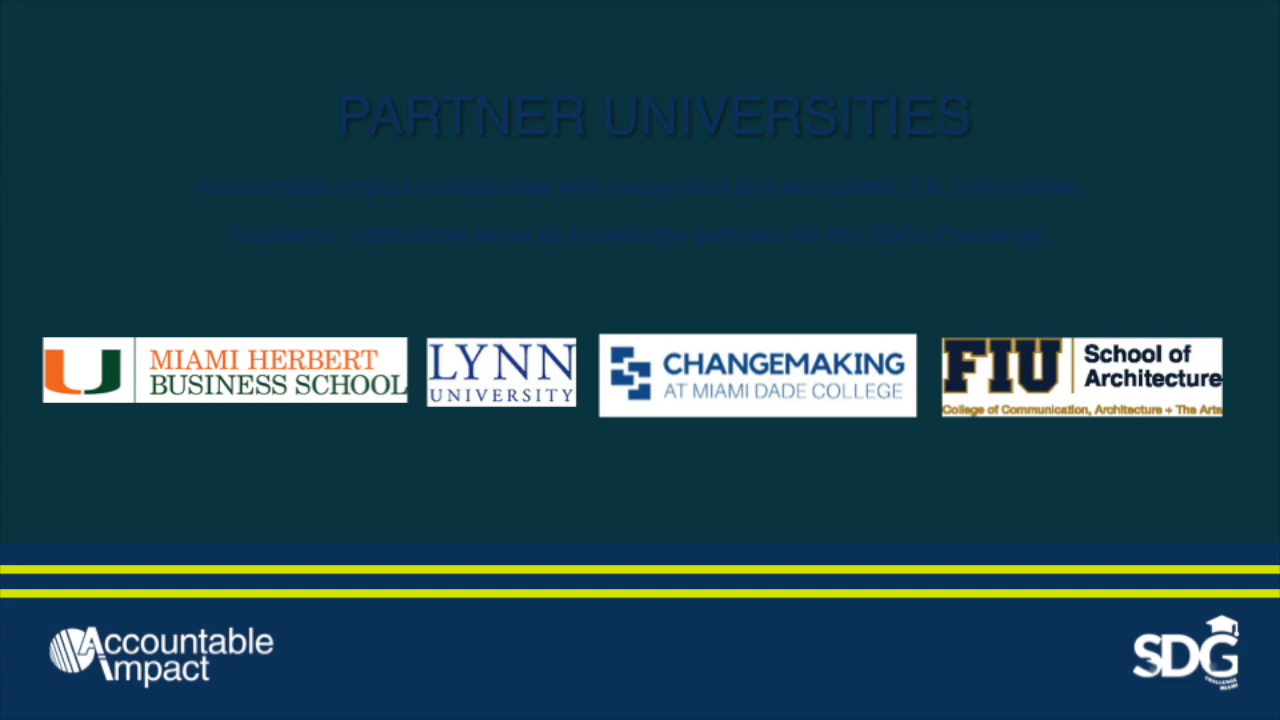 PARTNER UNIVERSITIES
Accountable Impact collaborates with recognized and accredited U.S. universities.
Academic institutions serve as knowledge partners for the SDGs Challenge.
MIAMI HERBERT
BUSINESS SCHOOL
LYNN
UNIVERSITY
CHANGEMAKING
AT MIAMI DADE COLLEGE
FIU
School of
Architecture
College of Communication, Architecture + The Arts
Accountable
Impact
SDG
CHALLENGE
MIAMI